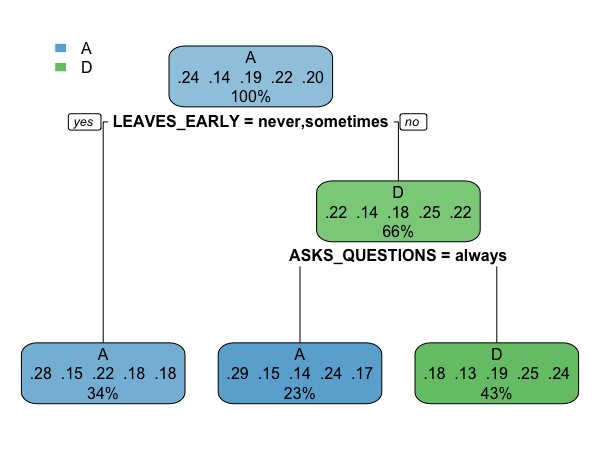 A
D
A
.24 .14 .19 .22 .20
100%
yes LEAVES_EARLY = never,sometimes no
D
.22 .14 .18 .25 .22
66%
ASKS_QUESTIONS = always
A
.28 .15 .22 .18 .18
34%
A
.29 .15 .14 .24 .17
23%
D
.18 .13 .19 .25 .24
43%